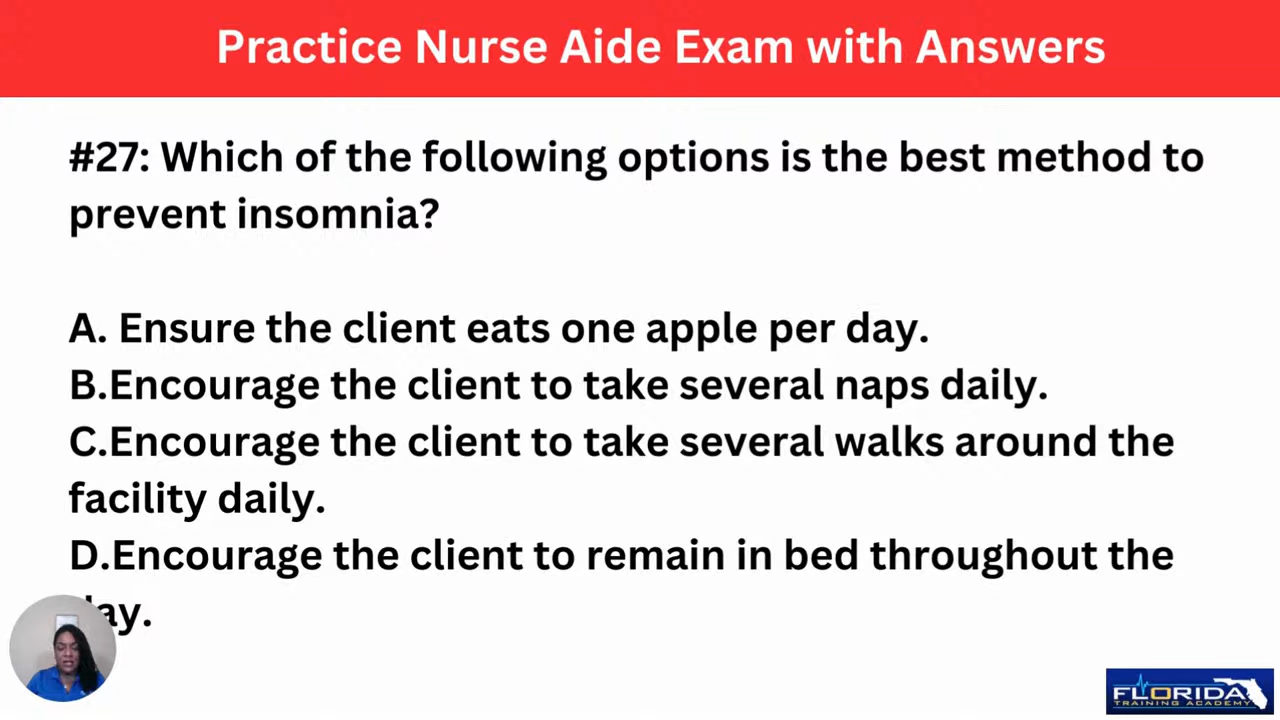 Practice Nurse Aide Exam with Answers
#27: Which of the following options is the best method to
prevent insomnia?
A. Ensure the client eats one apple per day.
B.Encourage the client to take several naps daily.
C.Encourage the client to take several walks around the
facility daily.
D.Encourage the client to remain in bed throughout the
day.
FLORIDA
TRAINING ACADEMY